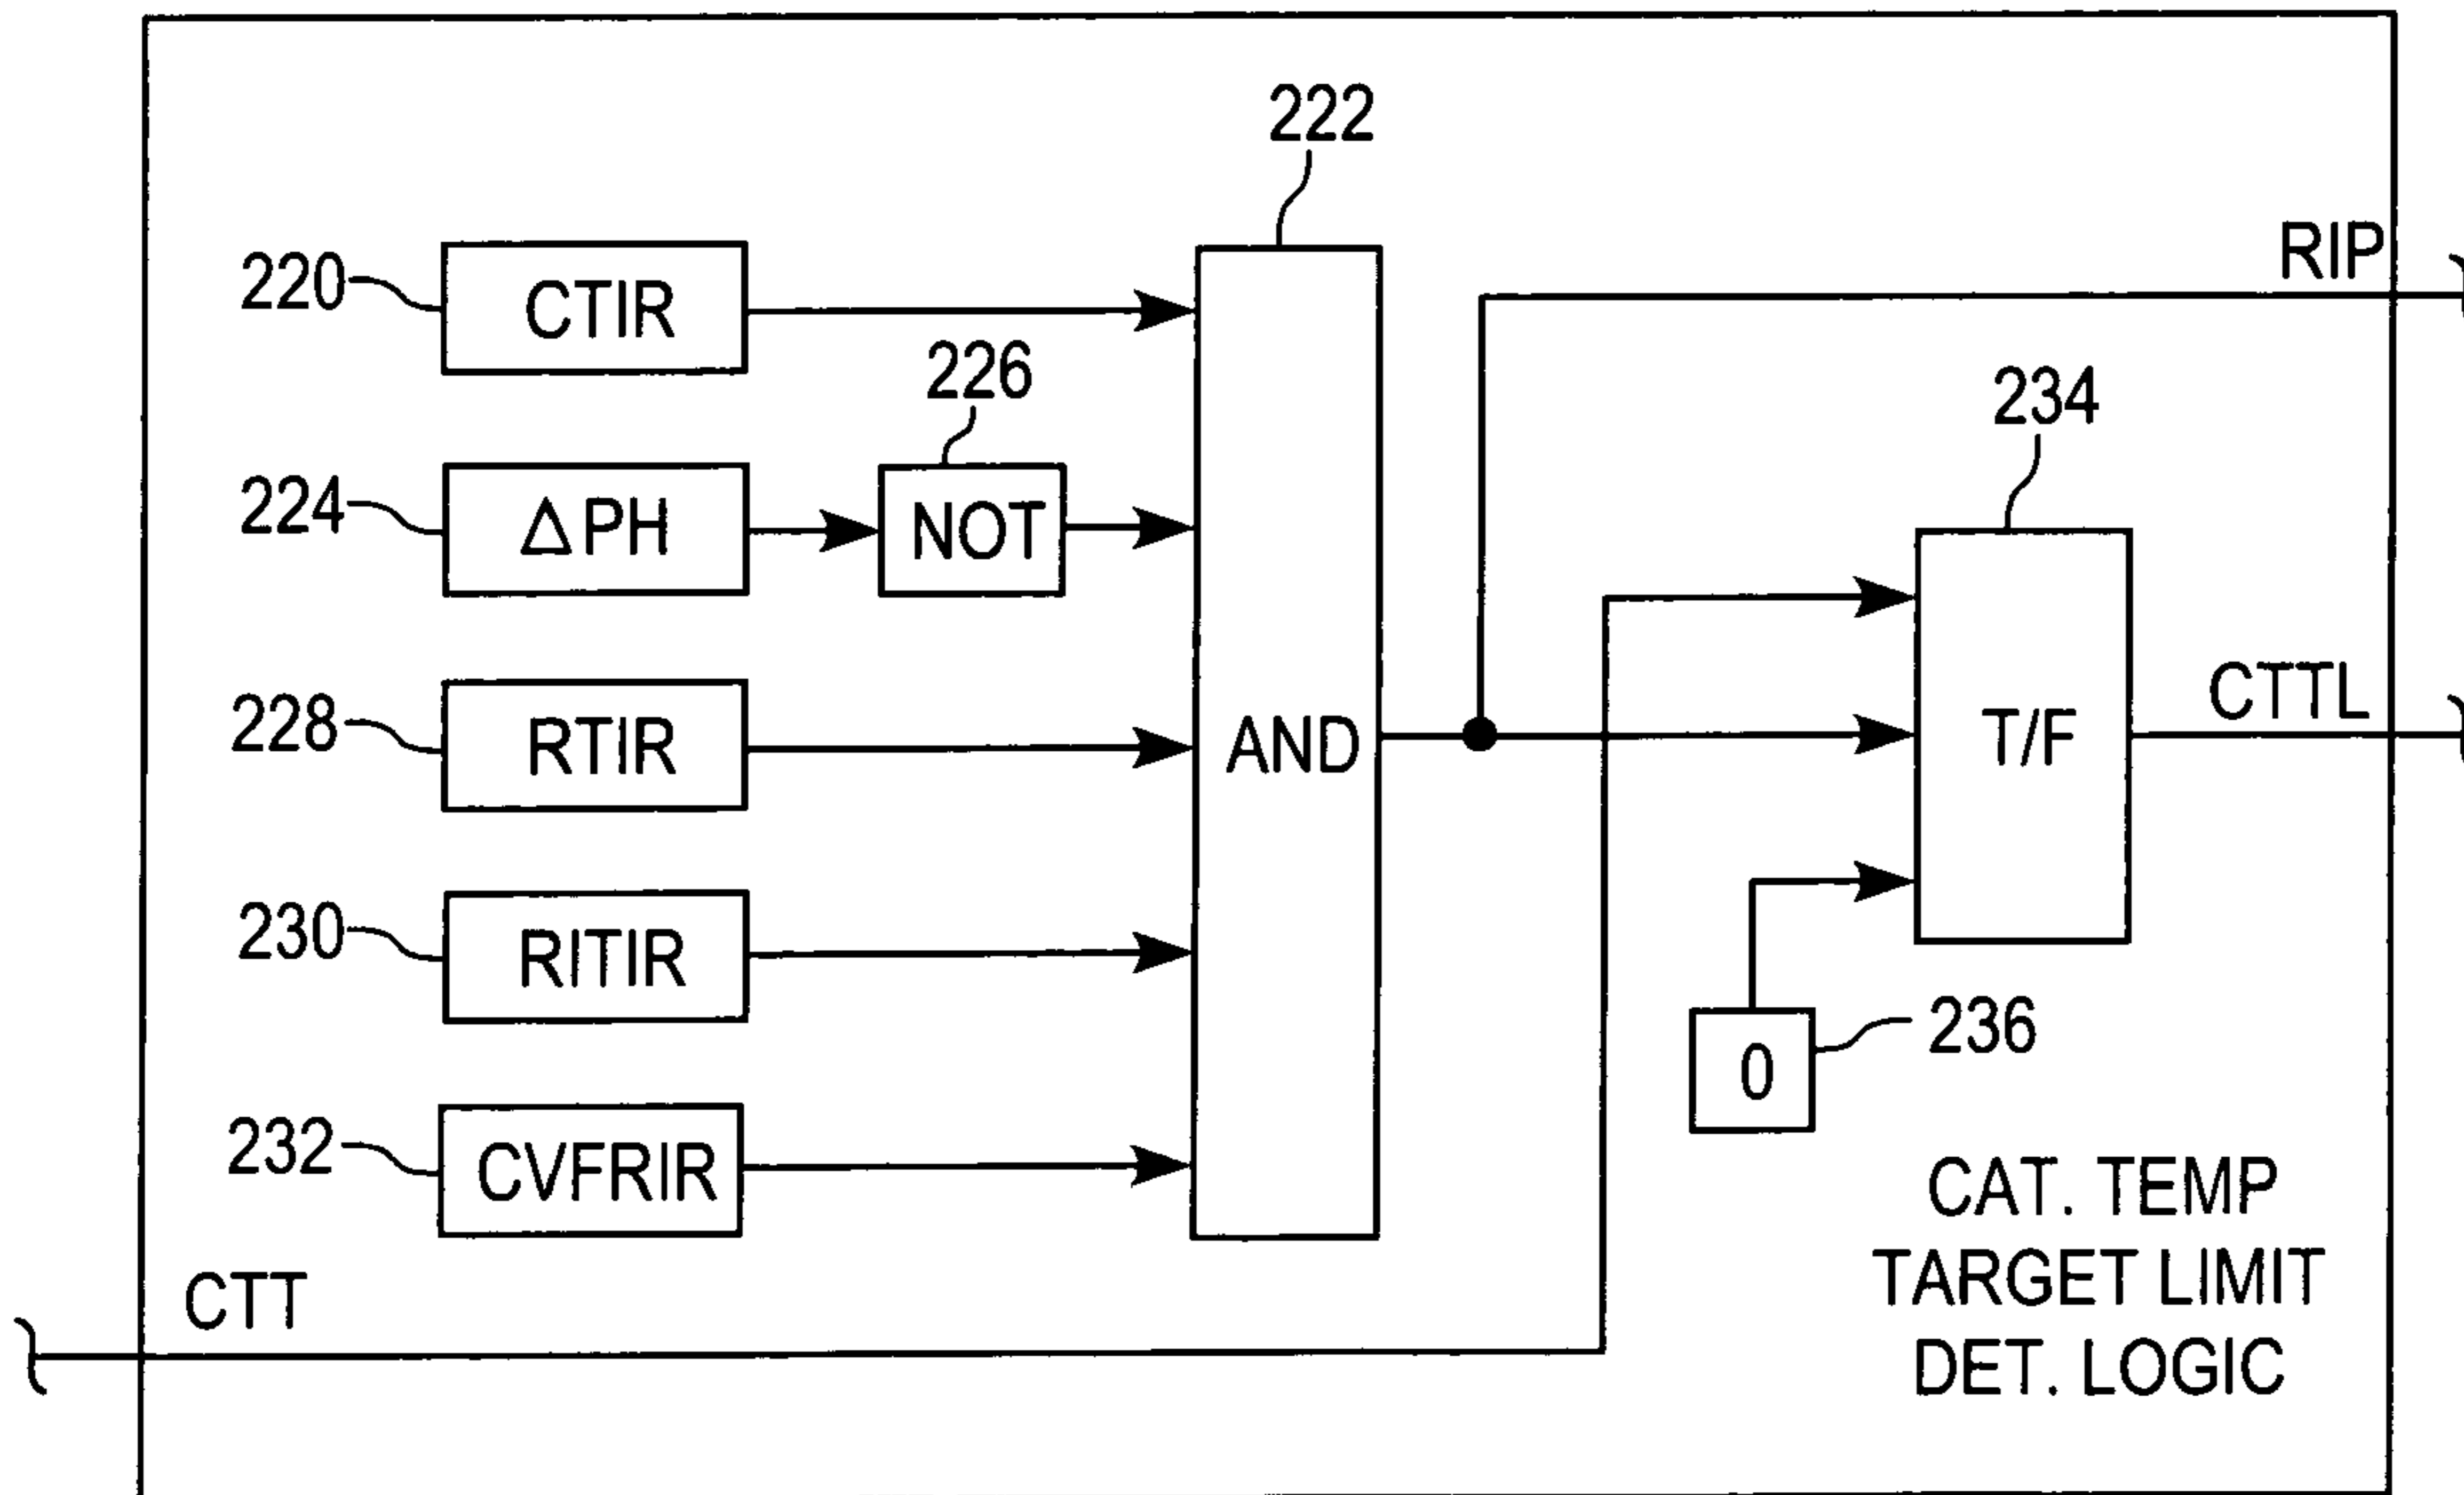 222
RIP
220
CTIR
226
234
224
ΔPH
NOT
228
RTIR
AND
T/F
CTTL
230
RITIR
236
0
232
CVFRIR
CAT. TEMP
TARGET LIMIT
DET. LOGIC
CTT